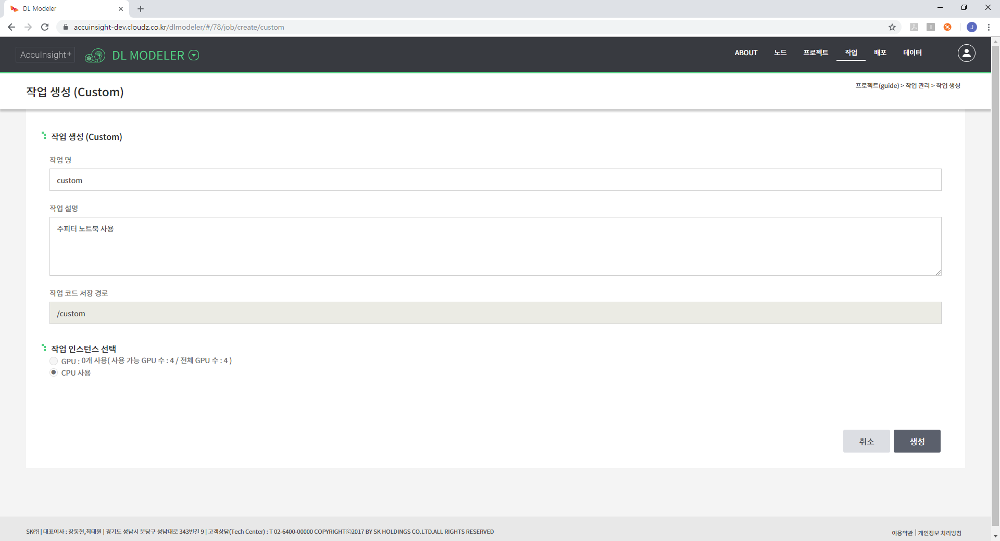 DL Modeler
accuinsight-dev.cloudz.co.kr/dlmodeler/#/78/job/create/custom
J
AccuInsight+
DL MODELER
ABOUT 노드 프로젝트 작업 배포 데이터
작업 생성 (Custom)
프로젝트(guide) > 작업 관리 > 작업 생성
작업 생성 (Custom)
작업 명
custom
작업 설명
주피터 노트북 사용
작업 코드 저장 경로
/custom
작업 인스턴스 선택
GPU : 0개 사용( 사용 가능 GPU 수 : 4 / 전체 GPU 수 : 4 )
CPU 사용
취소 생성
SK㈜ | 대표이사 : 장동현,최태원 | 경기도 성남시 분당구 성남대로 343번길 9 | 고객상담(Tech Center) : T 02-6400-00000 COPYRIGHTⓒ2017 BY SK HOLDINGS CO.LTD.ALL RIGHTS RESERVED
이용약관 | 개인정보 처리방침